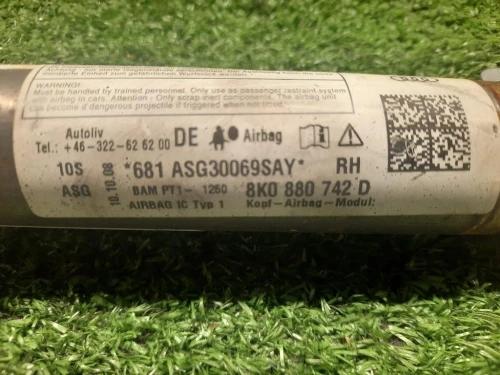 WARNING:
Must be handled by trained personnel. Only use as passenger restraint system
with airbag in cars. Attention - Only scrap inert components. The airbag unit
can become a dangerous projectile if triggered when not fitted.
Autoliv
Tel.: +46-322-62 62 00
DE
Airbag
10S
10.10.08
*681 ASG30069SAY*
RH
ASG
BAM PT1- 1260
8K0 880 742 D
AIRBAG IC Typ 1
Kopf-Airbag-Modul: